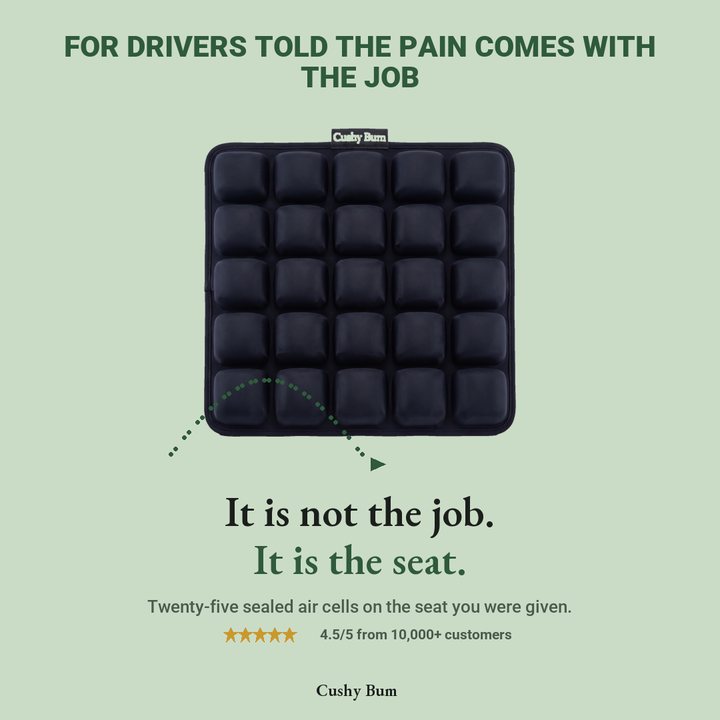 FOR DRIVERS TOLD THE PAIN COMES WITH
THE JOB
Cushy Bum
It is not the job.
It is the seat.
Twenty-five sealed air cells on the seat you were given.
4.5/5 from 10,000+ customers
Cushy Bum